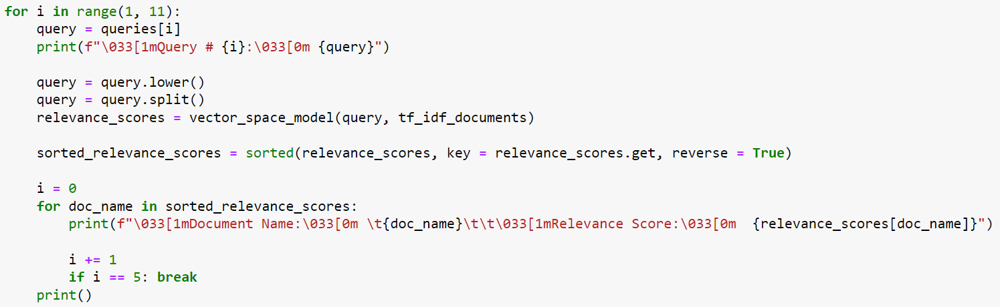 for i in range(1, 11):
    query = queries[i]
    print(f"\033[1mQuery # {i}:\033[0m {query}")

    query = query.lower()
    query = query.split()
    relevance_scores = vector_space_model(query, tf_idf_documents)

    sorted_relevance_scores = sorted(relevance_scores, key = relevance_scores.get, reverse = True)

    i = 0
    for doc_name in sorted_relevance_scores:
        print(f"\033[1mDocument Name:\033[0m \t{doc_name}\t\t\033[1mRelevance Score:\033[0m  {relevance_scores[doc_name]}")

        i += 1
        if i == 5: break
    print()